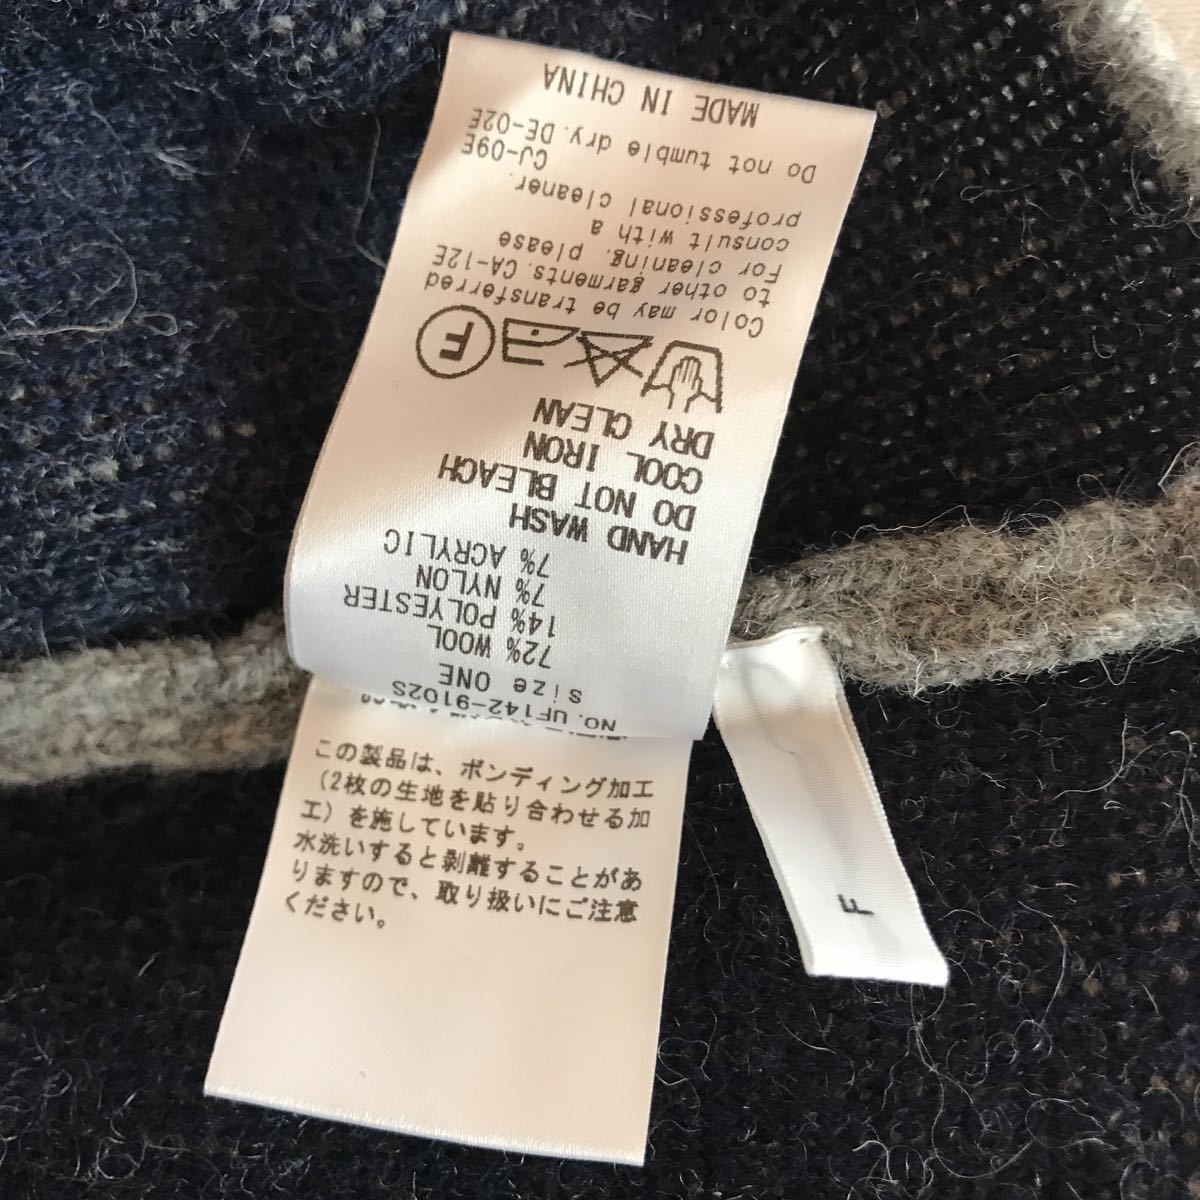 NO. UF142-9102S
Size ONE
72% WOOL
14% POLYESTER
7% NYLON
7% ACRYLIC
HAND WASH
DO NOT BLEACH
COOL IRON
DRY CLEAN
F
Color may be transferred
to other garments. CA-12E
For cleaning, please
consult with a
professional cleaner.
CJ-09E
Do not tumble dry. DE-02E
MADE IN CHINA
この製品は、ボンディング加工
(2枚の生地を貼り合わせる加
工)を施しています。
水洗いすると剥離することがあ
りますので、取り扱いにご注意
ください。
F